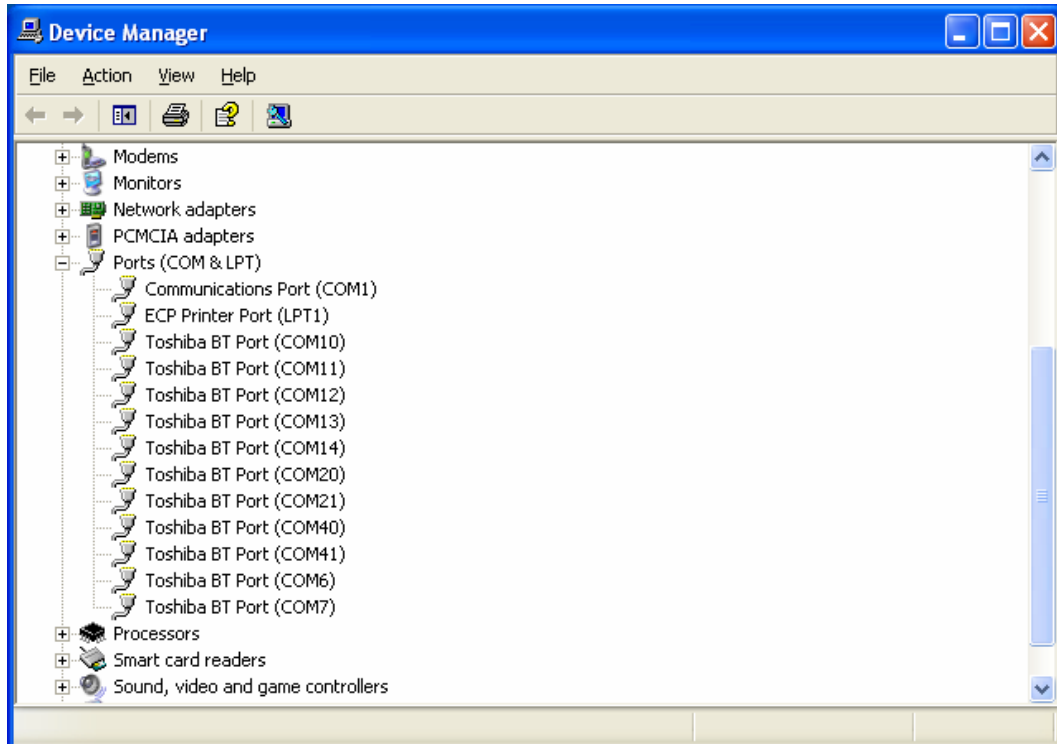 Device Manager
File Action View Help
Modems
Monitors
Network adapters
PCMCIA adapters
Ports (COM & LPT)
Communications Port (COM1)
ECP Printer Port (LPT1)
Toshiba BT Port (COM10)
Toshiba BT Port (COM11)
Toshiba BT Port (COM12)
Toshiba BT Port (COM13)
Toshiba BT Port (COM14)
Toshiba BT Port (COM20)
Toshiba BT Port (COM21)
Toshiba BT Port (COM40)
Toshiba BT Port (COM41)
Toshiba BT Port (COM6)
Toshiba BT Port (COM7)
Processors
Smart card readers
Sound, video and game controllers